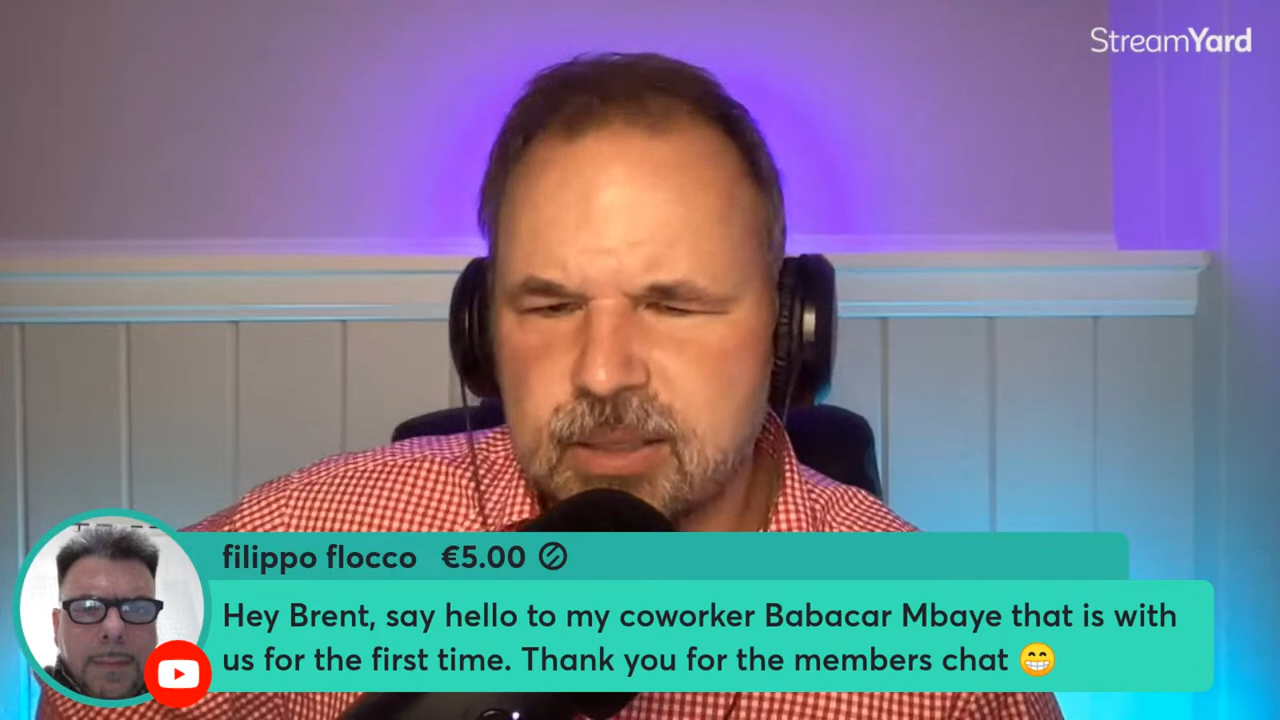 StreamYard
filippo flocco €5.00
Hey Brent, say hello to my coworker Babacar Mbaye that is with
us for the first time. Thank you for the members chat 😁